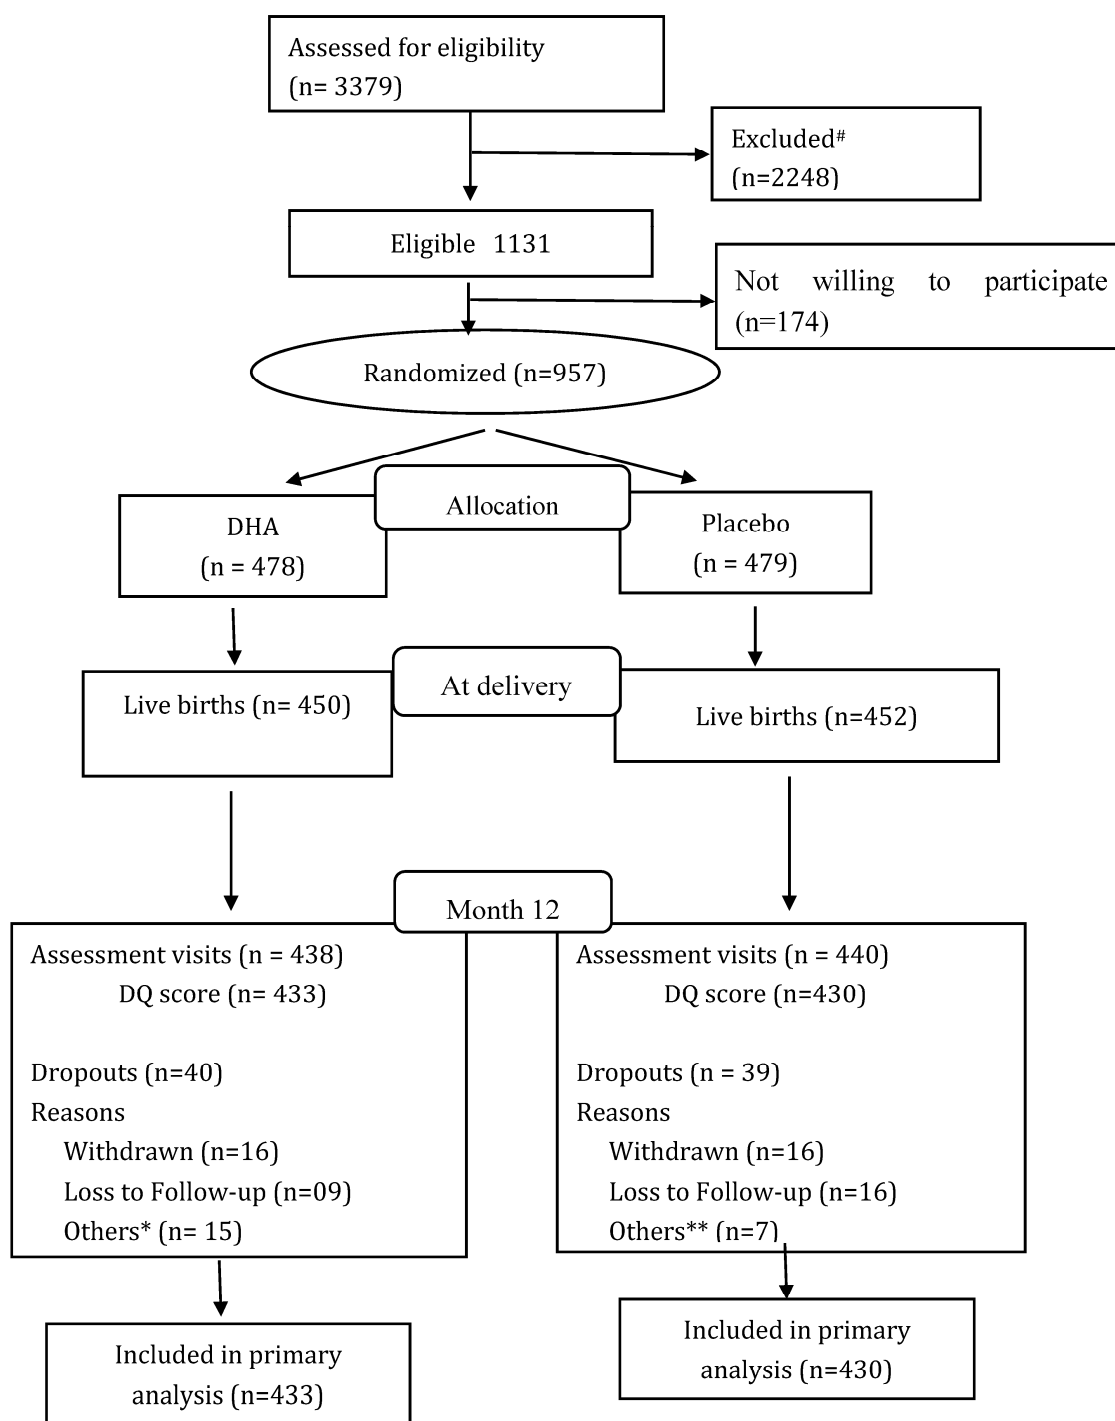 Assessed for eligibility
(n= 3379)
Excluded#
(n=2248)
Eligible 1131
Not willing to participate
(n=174)
Randomized (n=957)
Allocation
DHA
(n = 478)
Placebo
(n = 479)
At delivery
Live births (n= 450)
Live births (n=452)
Month 12
Assessment visits (n = 438)
DQ score (n= 433)
Dropouts (n=40)
Reasons
Withdrawn (n=16)
Loss to Follow-up (n=09)
Others* (n= 15)
Assessment visits (n = 440)
DQ score (n=430)
Dropouts (n = 39)
Reasons
Withdrawn (n=16)
Loss to Follow-up (n=16)
Others** (n=7)
Included in primary
analysis (n=433)
Included in primary
analysis (n=430)